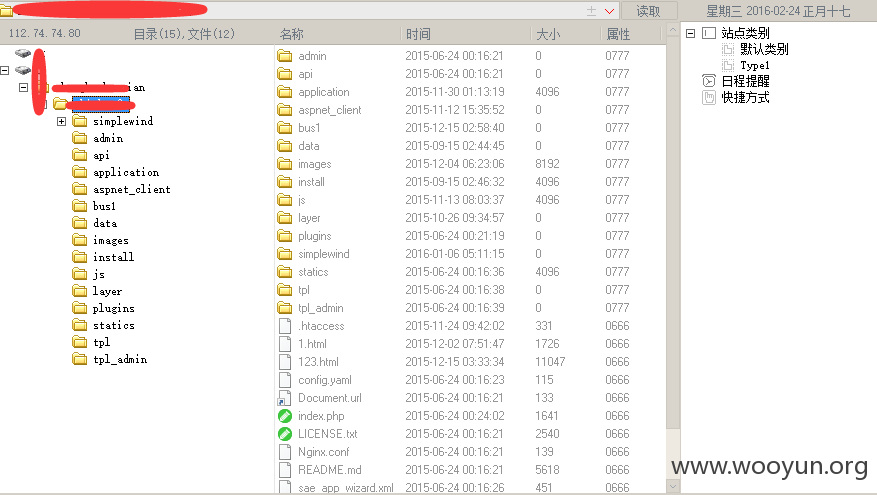 读取
星期三 2016-02-24 正月十七
112.74.74.80 目录(15),文件(12) 名称 时间 大小 属性
simplewind
admin
api
application
aspnet_client
bus1
data
images
install
js
layer
plugins
statics
tpl
tpl_admin
admin 2015-06-24 00:16:21 0 0777
api 2015-06-24 00:16:21 0 0777
application 2015-11-30 01:13:19 4096 0777
aspnet_client 2015-11-12 15:35:52 0 0777
bus1 2015-12-15 02:58:40 0 0777
data 2015-09-15 02:44:45 0 0777
images 2015-12-04 06:23:06 8192 0777
install 2015-09-15 02:46:32 4096 0777
js 2015-11-13 08:03:37 4096 0777
layer 2015-10-26 09:34:57 0 0777
plugins 2015-06-24 00:21:19 0 0777
simplewind 2016-01-06 05:11:15 0 0777
statics 2015-06-24 00:16:36 4096 0777
tpl 2015-06-24 00:16:38 0 0777
tpl_admin 2015-06-24 00:16:39 0 0777
.htaccess 2015-11-24 09:42:02 331 0666
1.html 2015-12-02 07:51:47 1726 0666
123.html 2015-12-15 03:33:34 11047 0666
config.yaml 2015-06-24 00:16:23 115 0666
Document.url 2015-06-24 00:16:21 133 0666
index.php 2015-06-24 00:24:02 1641 0666
LICENSE.txt 2015-06-24 00:16:21 2540 0666
Nginx.conf 2015-06-24 00:16:21 139 0666
README.md 2015-06-24 00:16:21 5618 0666
sae_app_wizard.xml 2015-06-24 00:16:26 451 0666
站点类别
默认类别
Type1
日程提醒
快捷方式
www.wooyun.org